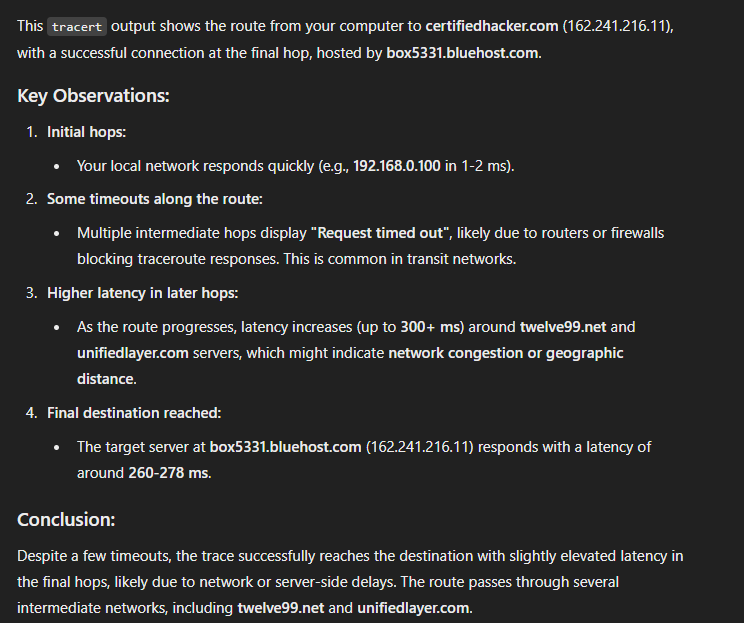 This tracert output shows the route from your computer to certifiedhacker.com (162.241.216.11),
with a successful connection at the final hop, hosted by box5331.bluehost.com.
Key Observations:
1. Initial hops:
• Your local network responds quickly (e.g., 192.168.0.100 in 1-2 ms).
2. Some timeouts along the route:
• Multiple intermediate hops display "Request timed out", likely due to routers or firewalls
blocking traceroute responses. This is common in transit networks.
3. Higher latency in later hops:
• As the route progresses, latency increases (up to 300+ ms) around twelve99.net and
unifiedlayer.com servers, which might indicate network congestion or geographic
distance.
4. Final destination reached:
• The target server at box5331.bluehost.com (162.241.216.11) responds with a latency of
around 260-278 ms.
Conclusion:
Despite a few timeouts, the trace successfully reaches the destination with slightly elevated latency in
the final hops, likely due to network or server-side delays. The route passes through several
intermediate networks, including twelve99.net and unifiedlayer.com.